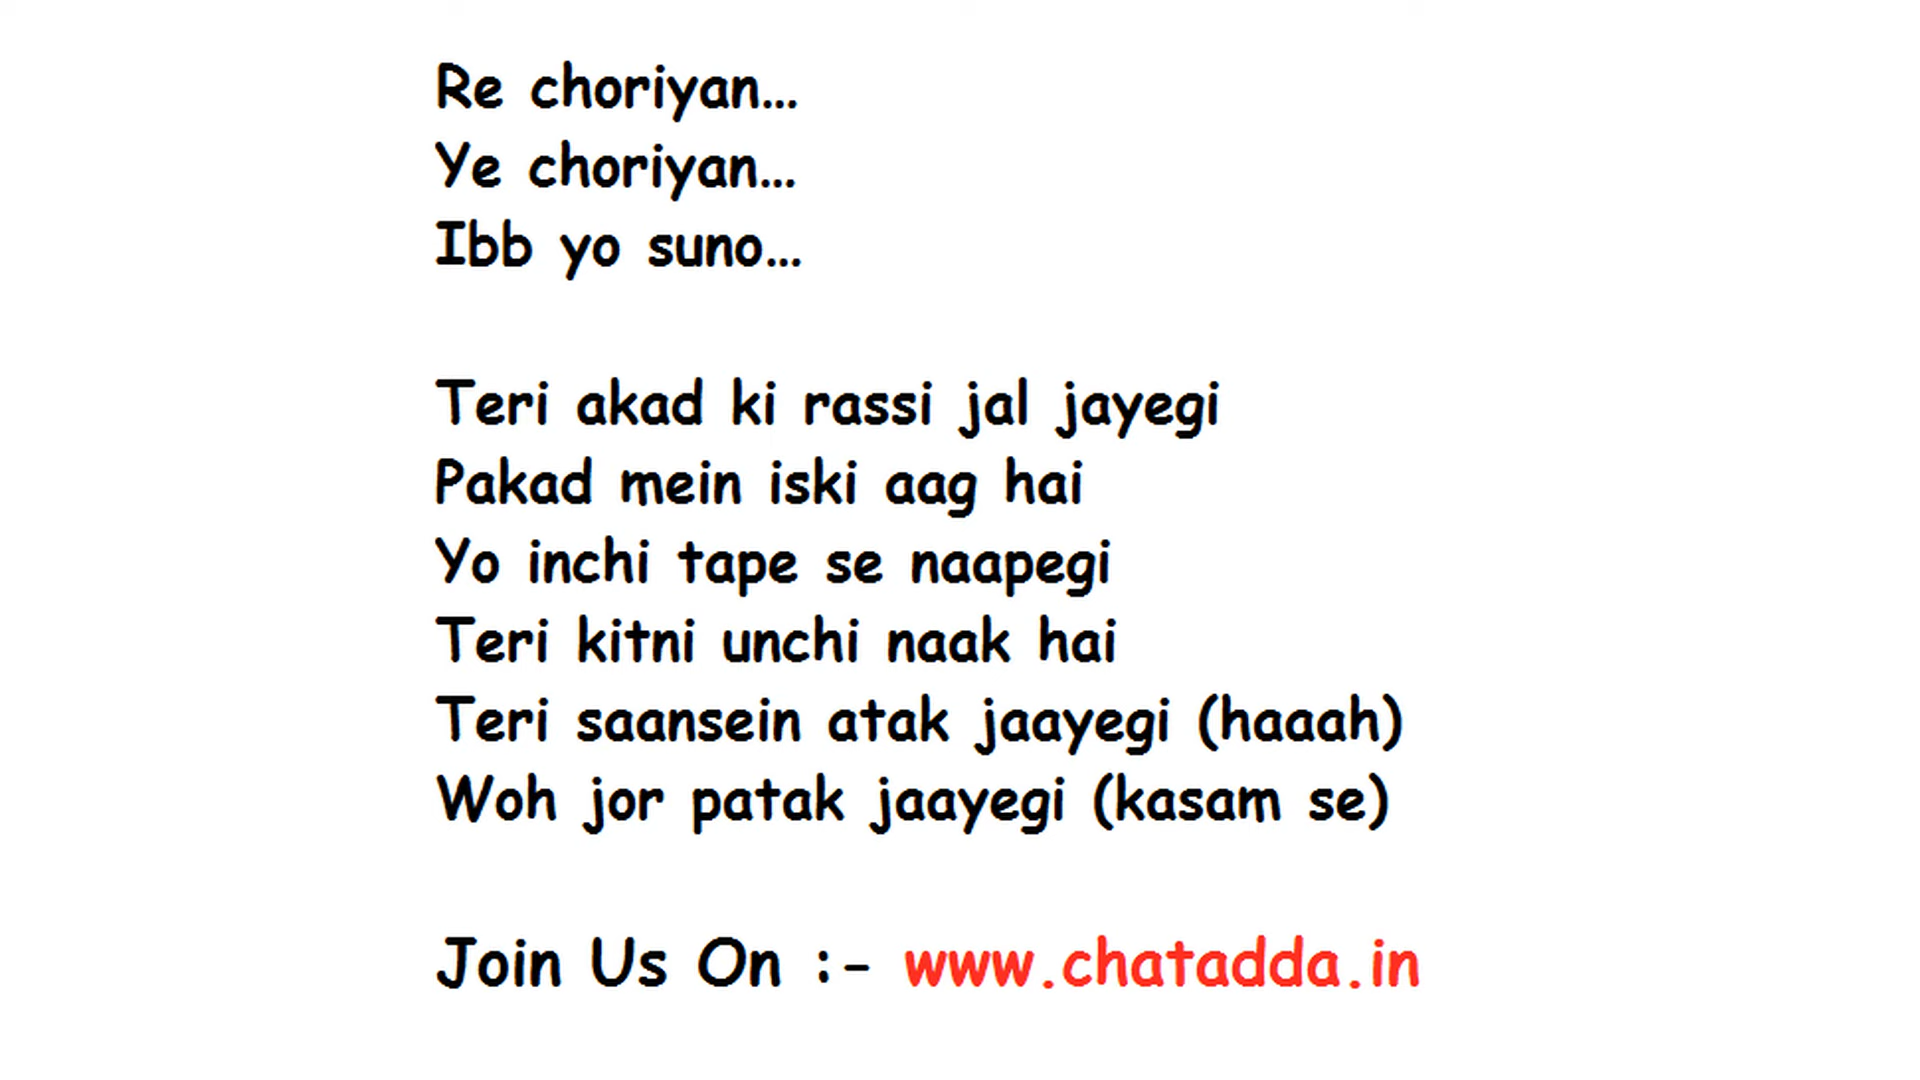 Re choriyan...
Ye choriyan...
Ibb yo suno...
Teri akad ki rassi jal jayegi
Pakad mein iski aag hai
Yo inchi tape se naapegi
Teri kitni unchi naak hai
Teri saansein atak jaayegi (haaah)
Woh jor patak jaayegi (kasam se)
Join Us On :- www.chatadda.in